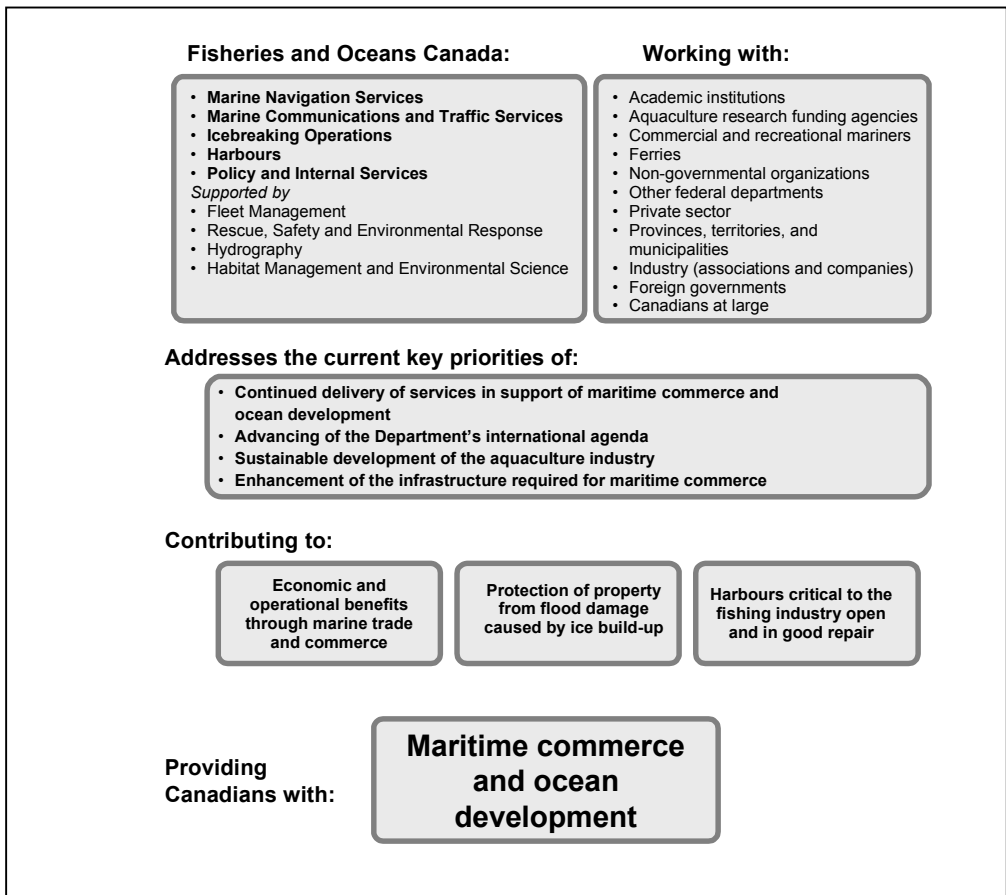 Fisheries and Oceans Canada:
• Marine Navigation Services
• Marine Communications and Traffic Services
• Icebreaking Operations
• Harbours
• Policy and Internal Services
Supported by
• Fleet Management
• Rescue, Safety and Environmental Response
• Hydrography
• Habitat Management and Environmental Science
Working with:
• Academic institutions
• Aquaculture research funding agencies
• Commercial and recreational mariners
• Ferries
• Non-governmental organizations
• Other federal departments
• Private sector
• Provinces, territories, and
municipalities
• Industry (associations and companies)
• Foreign governments
• Canadians at large
Addresses the current key priorities of:
• Continued delivery of services in support of maritime commerce and
ocean development
• Advancing of the Department’s international agenda
• Sustainable development of the aquaculture industry
• Enhancement of the infrastructure required for maritime commerce
Contributing to:
Economic and
operational benefits
through marine trade
and commerce
Protection of property
from flood damage
caused by ice build-up
Harbours critical to the
fishing industry open
and in good repair
Providing
Canadians with:
Maritime commerce
and ocean
development